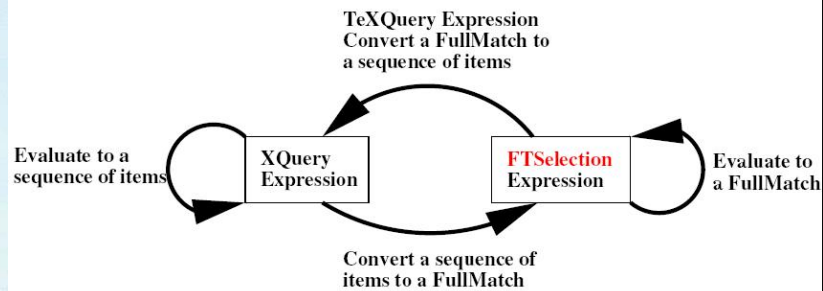 TeXQuery Expression
Convert a FullMatch to
a sequence of items
Evaluate to a
sequence of items
XQuery
Expression
FTSelection
Expression
Evaluate to
a FullMatch
Convert a sequence of
items to a FullMatch